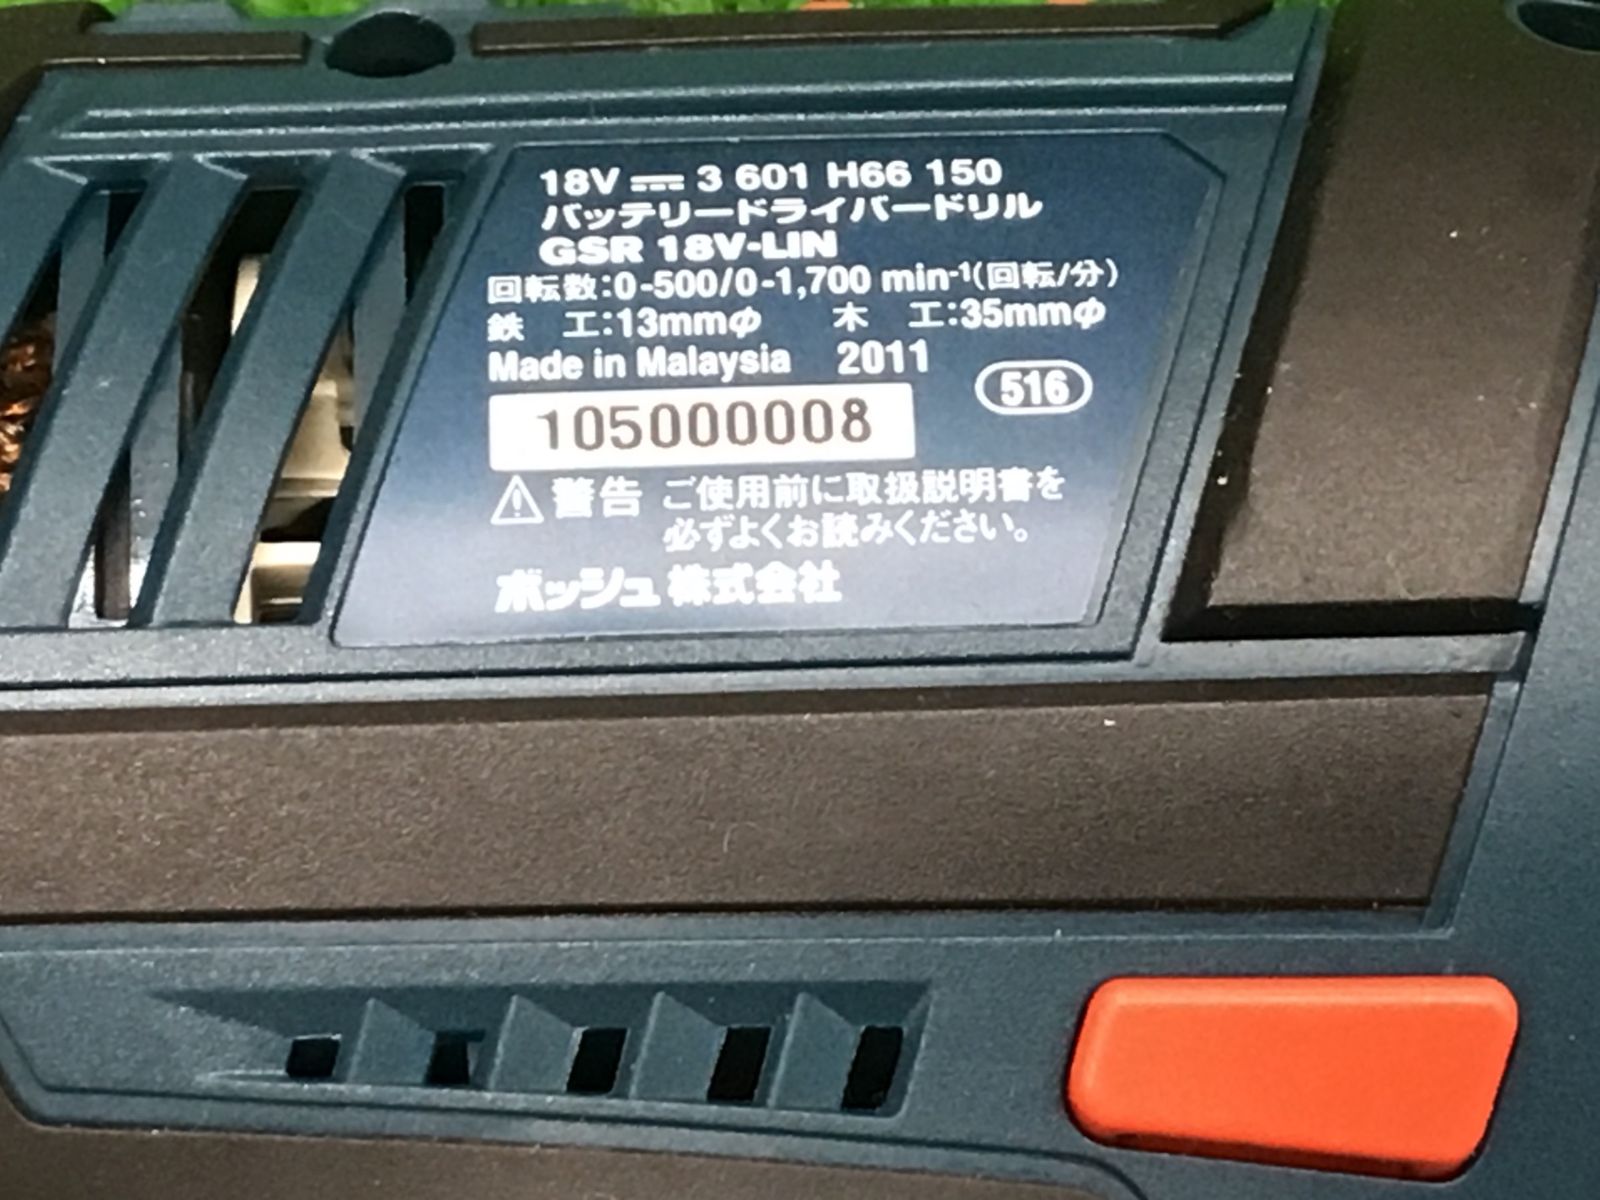 18V ⎓ 3 601 H66 150
バッテリードライバードリル
GSR 18V-LIN
回転数:0-500/0-1,700 min⁻¹(回転/分)
鉄 工:13mmφ 木 工:35mmφ
Made in Malaysia 2011
516
105000008
⚠ 警告 ご使用前に取扱説明書を
必ずよくお読みください。
ボッシュ株式会社